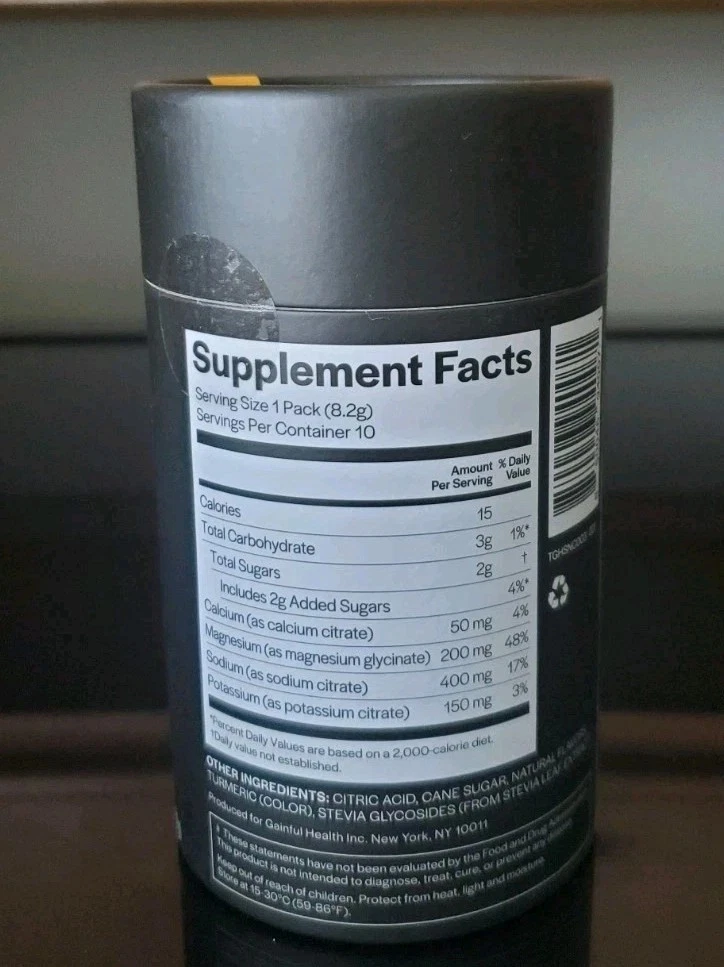 Supplement Facts
Serving Size 1 Pack (8.2g)
Servings Per Container 10
Amount Per Serving % Daily Value
Calories 15
Total Carbohydrate 3g 1%*
Total Sugars 2g †
Includes 2g Added Sugars 4%*
Calcium (as calcium citrate) 50 mg 4%
Magnesium (as magnesium glycinate) 200 mg 48%
Sodium (as sodium citrate) 400 mg 17%
Potassium (as potassium citrate) 150 mg 3%
*Percent Daily Values are based on a 2,000-calorie diet.
†Daily value not established.
OTHER INGREDIENTS: CITRIC ACID, CANE SUGAR, NATURAL FLAVORS,
TURMERIC (COLOR), STEVIA GLYCOSIDES (FROM STEVIA LEAF
Produced for Gainful Health Inc. New York, NY 10011
These statements have not been evaluated by the Food and Drug
This product is not intended to diagnose, treat, cure, or prevent any disease.
Keep out of reach of children. Protect from heat, light and moisture.
Store at 15-30°C (59-86°F).